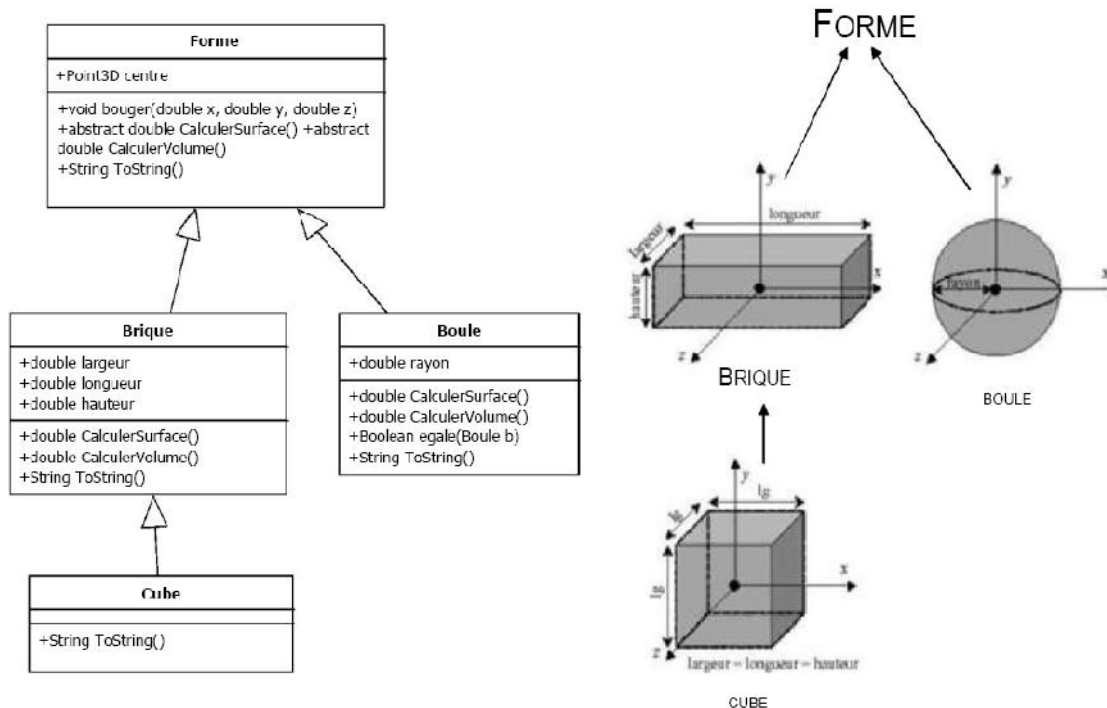 Forme
+Point3D centre
+void bouger(double x, double y, double z)
+abstract double CalculerSurface() +abstract
double CalculerVolume()
+String ToString()
Brique
+double largeur
+double longueur
+double hauteur
+double CalculerSurface()
+double CalculerVolume()
+String ToString()
Boule
+double rayon
+double CalculerSurface()
+double CalculerVolume()
+Boolean egale(Boule b)
+String ToString()
Cube
+String ToString()
FORME
y
longueur
largeur
hauteur
x
z
BRIQUE
y
x
rayon
z
BOULE
y
lg
lg
lg
x
z
largeur = longueur = hauteur
CUBE